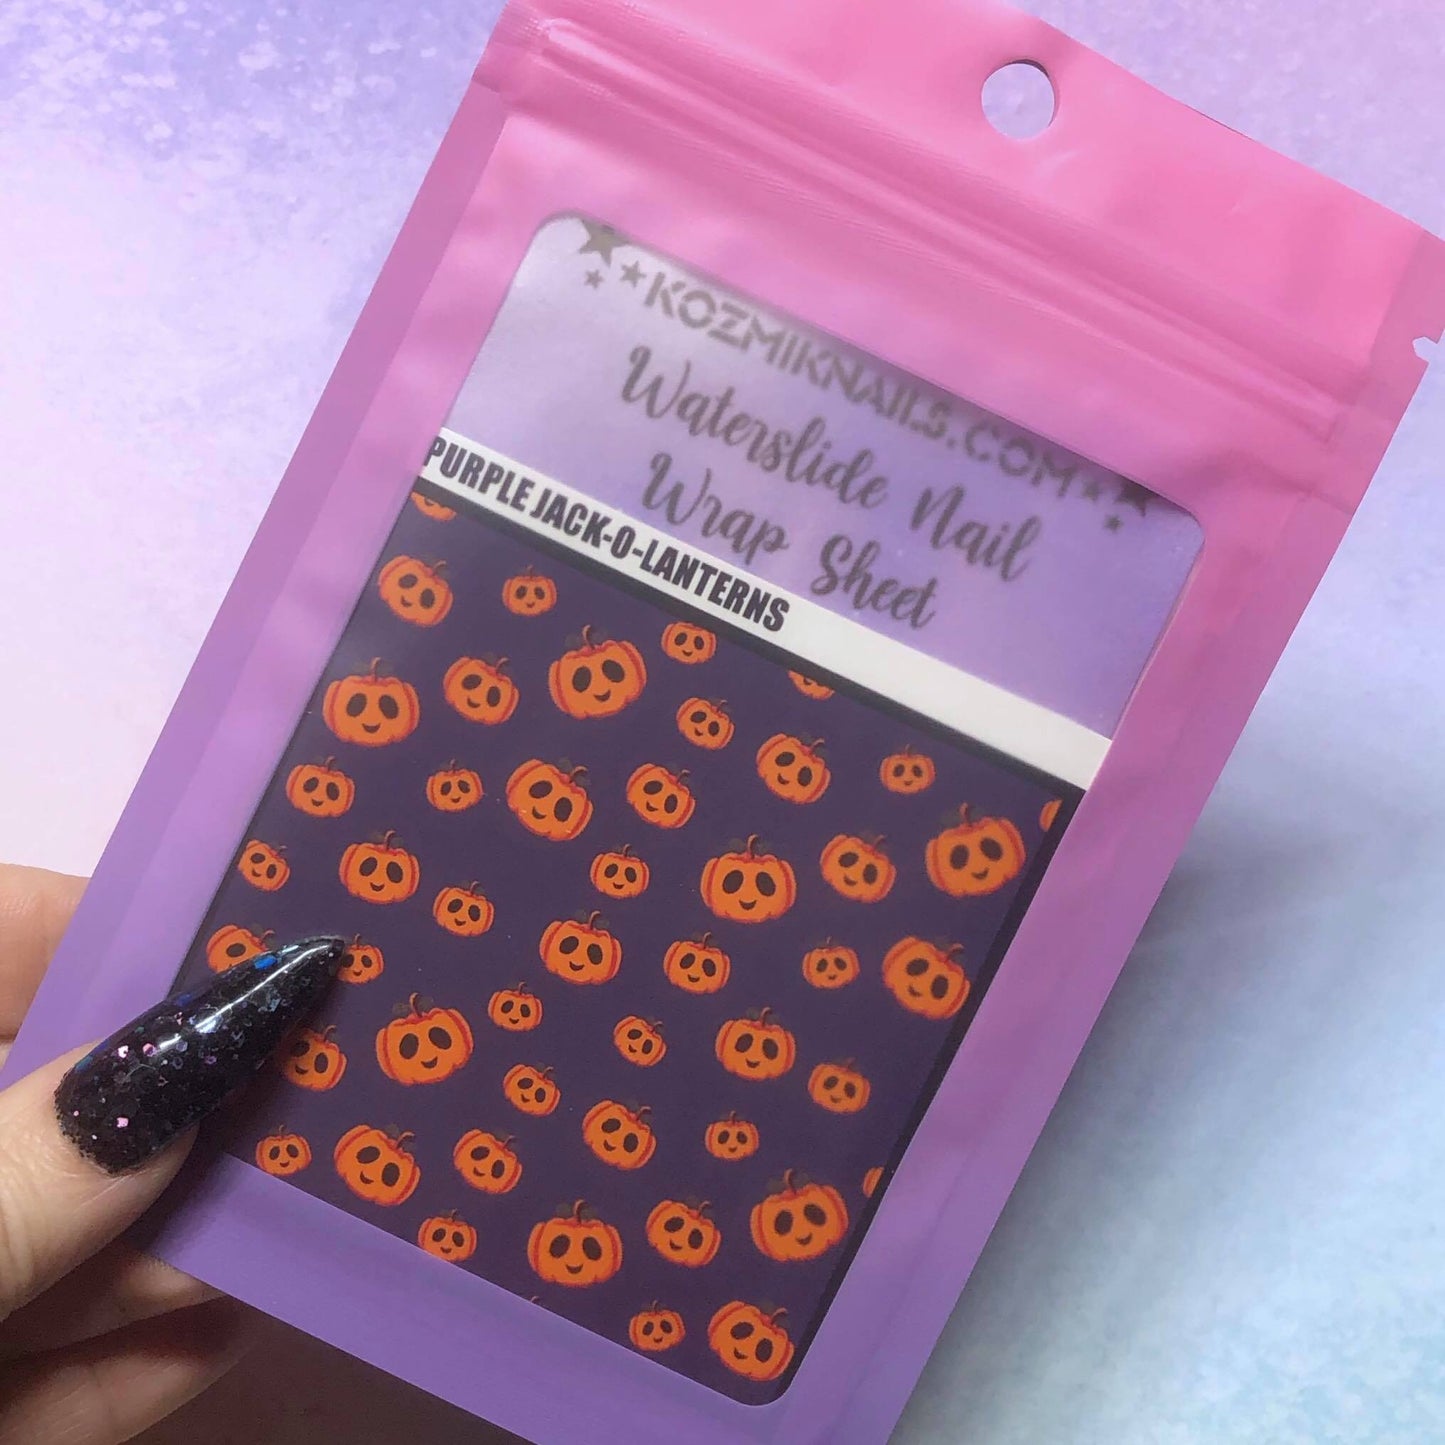 KOZMIKNAILS.COM
Waterslide Nail
Wrap Sheet
PURPLE JACK-O-LANTERNS